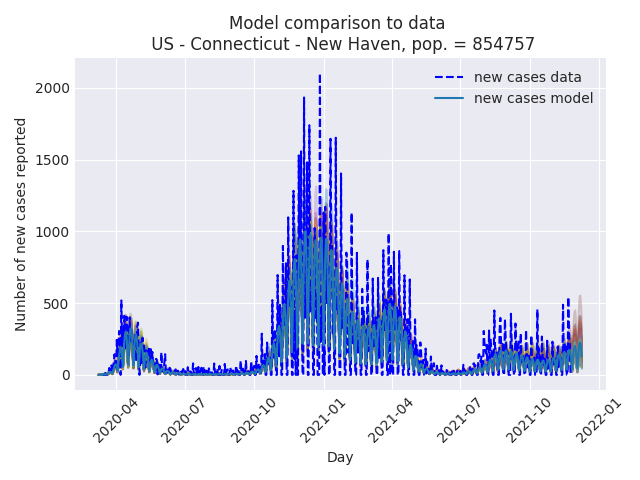 Model comparison to data
US - Connecticut - New Haven, pop. = 854757
new cases data
new cases model
Number of new cases reported
2000
1500
1000
500
0
2020-04
2020-07
2020-10
2021-01
2021-04
2021-07
2021-10
2022-01
Day